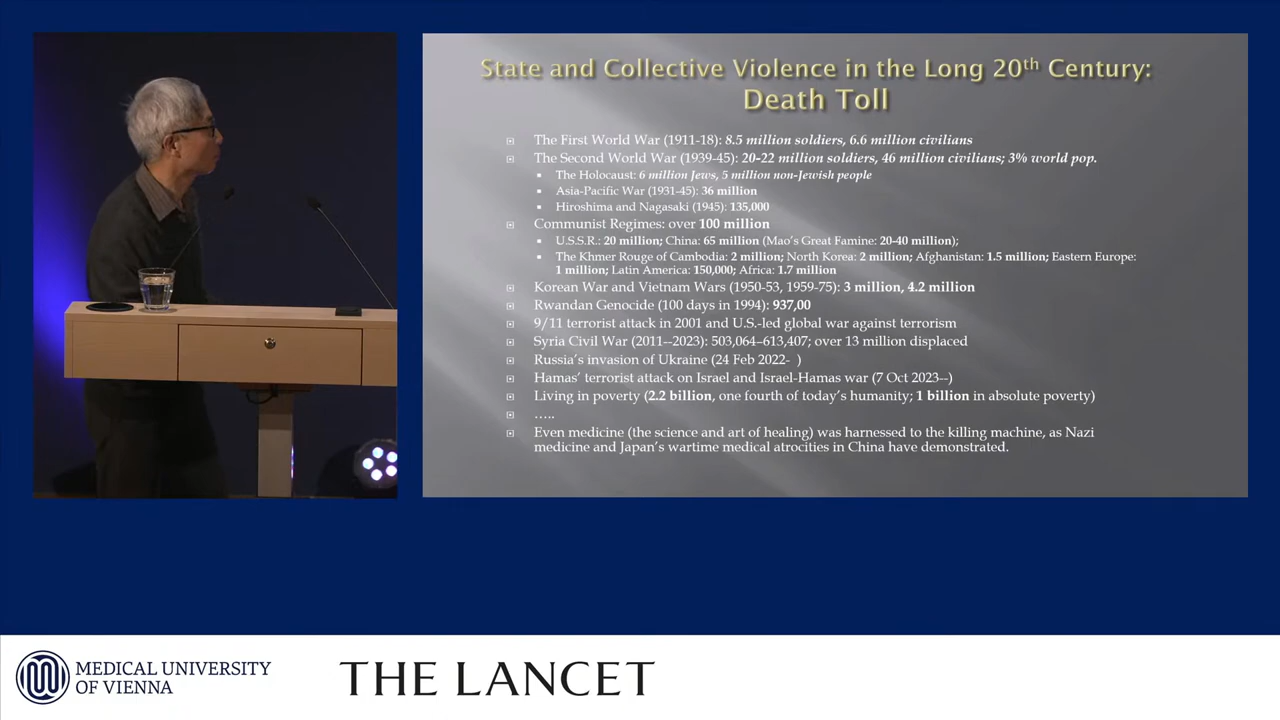 State and Collective Violence in the Long 20th Century:
Death Toll
The First World War (1911-18): 8.5 million soldiers, 6.6 million civilians
The Second World War (1939-45): 20-22 million soldiers, 46 million civilians; 3% world pop.
The Holocaust: 6 million Jews, 5 million non-Jewish people
Asia-Pacific War (1931-45): 36 million
Hiroshima and Nagasaki (1945): 135,000
Communist Regimes: over 100 million
U.S.S.R.: 20 million; China: 65 million (Mao's Great Famine: 20-40 million);
The Khmer Rouge of Cambodia: 2 million; North Korea: 2 million; Afghanistan: 1.5 million; Eastern Europe:
1 million; Latin America: 150,000; Africa: 1.7 million
Korean War and Vietnam Wars (1950-53, 1959-75): 3 million, 4.2 million
Rwandan Genocide (100 days in 1994): 937,00
9/11 terrorist attack in 2001 and U.S.-led global war against terrorism
Syria Civil War (2011--2023): 503,064–613,407; over 13 million displaced
Russia's invasion of Ukraine (24 Feb 2022- )
Hamas' terrorist attack on Israel and Israel-Hamas war (7 Oct 2023--)
Living in poverty (2.2 billion, one fourth of today's humanity; 1 billion in absolute poverty)
…..
Even medicine (the science and art of healing) was harnessed to the killing machine, as Nazi
medicine and Japan's wartime medical atrocities in China have demonstrated.
MEDICAL UNIVERSITY
OF VIENNA
THE LANCET